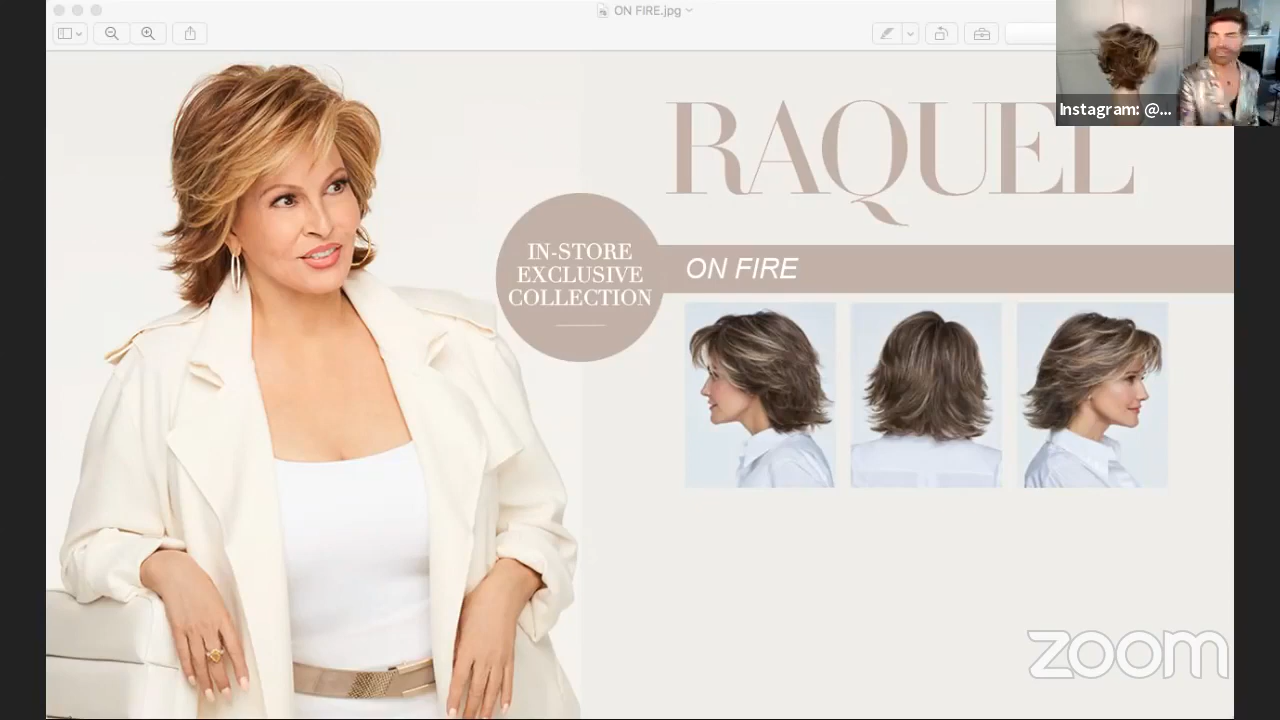 ON FIRE.jpg
Instagram: @...
RAQUEL
IN-STORE
EXCLUSIVE
COLLECTION
ON FIRE
zoom